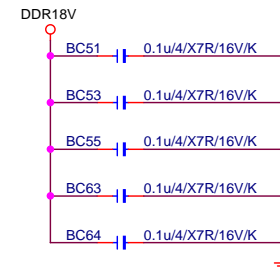 DDR18V
BC51 0.1u/4/X7R/16V/K
BC53 0.1u/4/X7R/16V/K
BC55 0.1u/4/X7R/16V/K
BC63 0.1u/4/X7R/16V/K
BC64 0.1u/4/X7R/16V/K